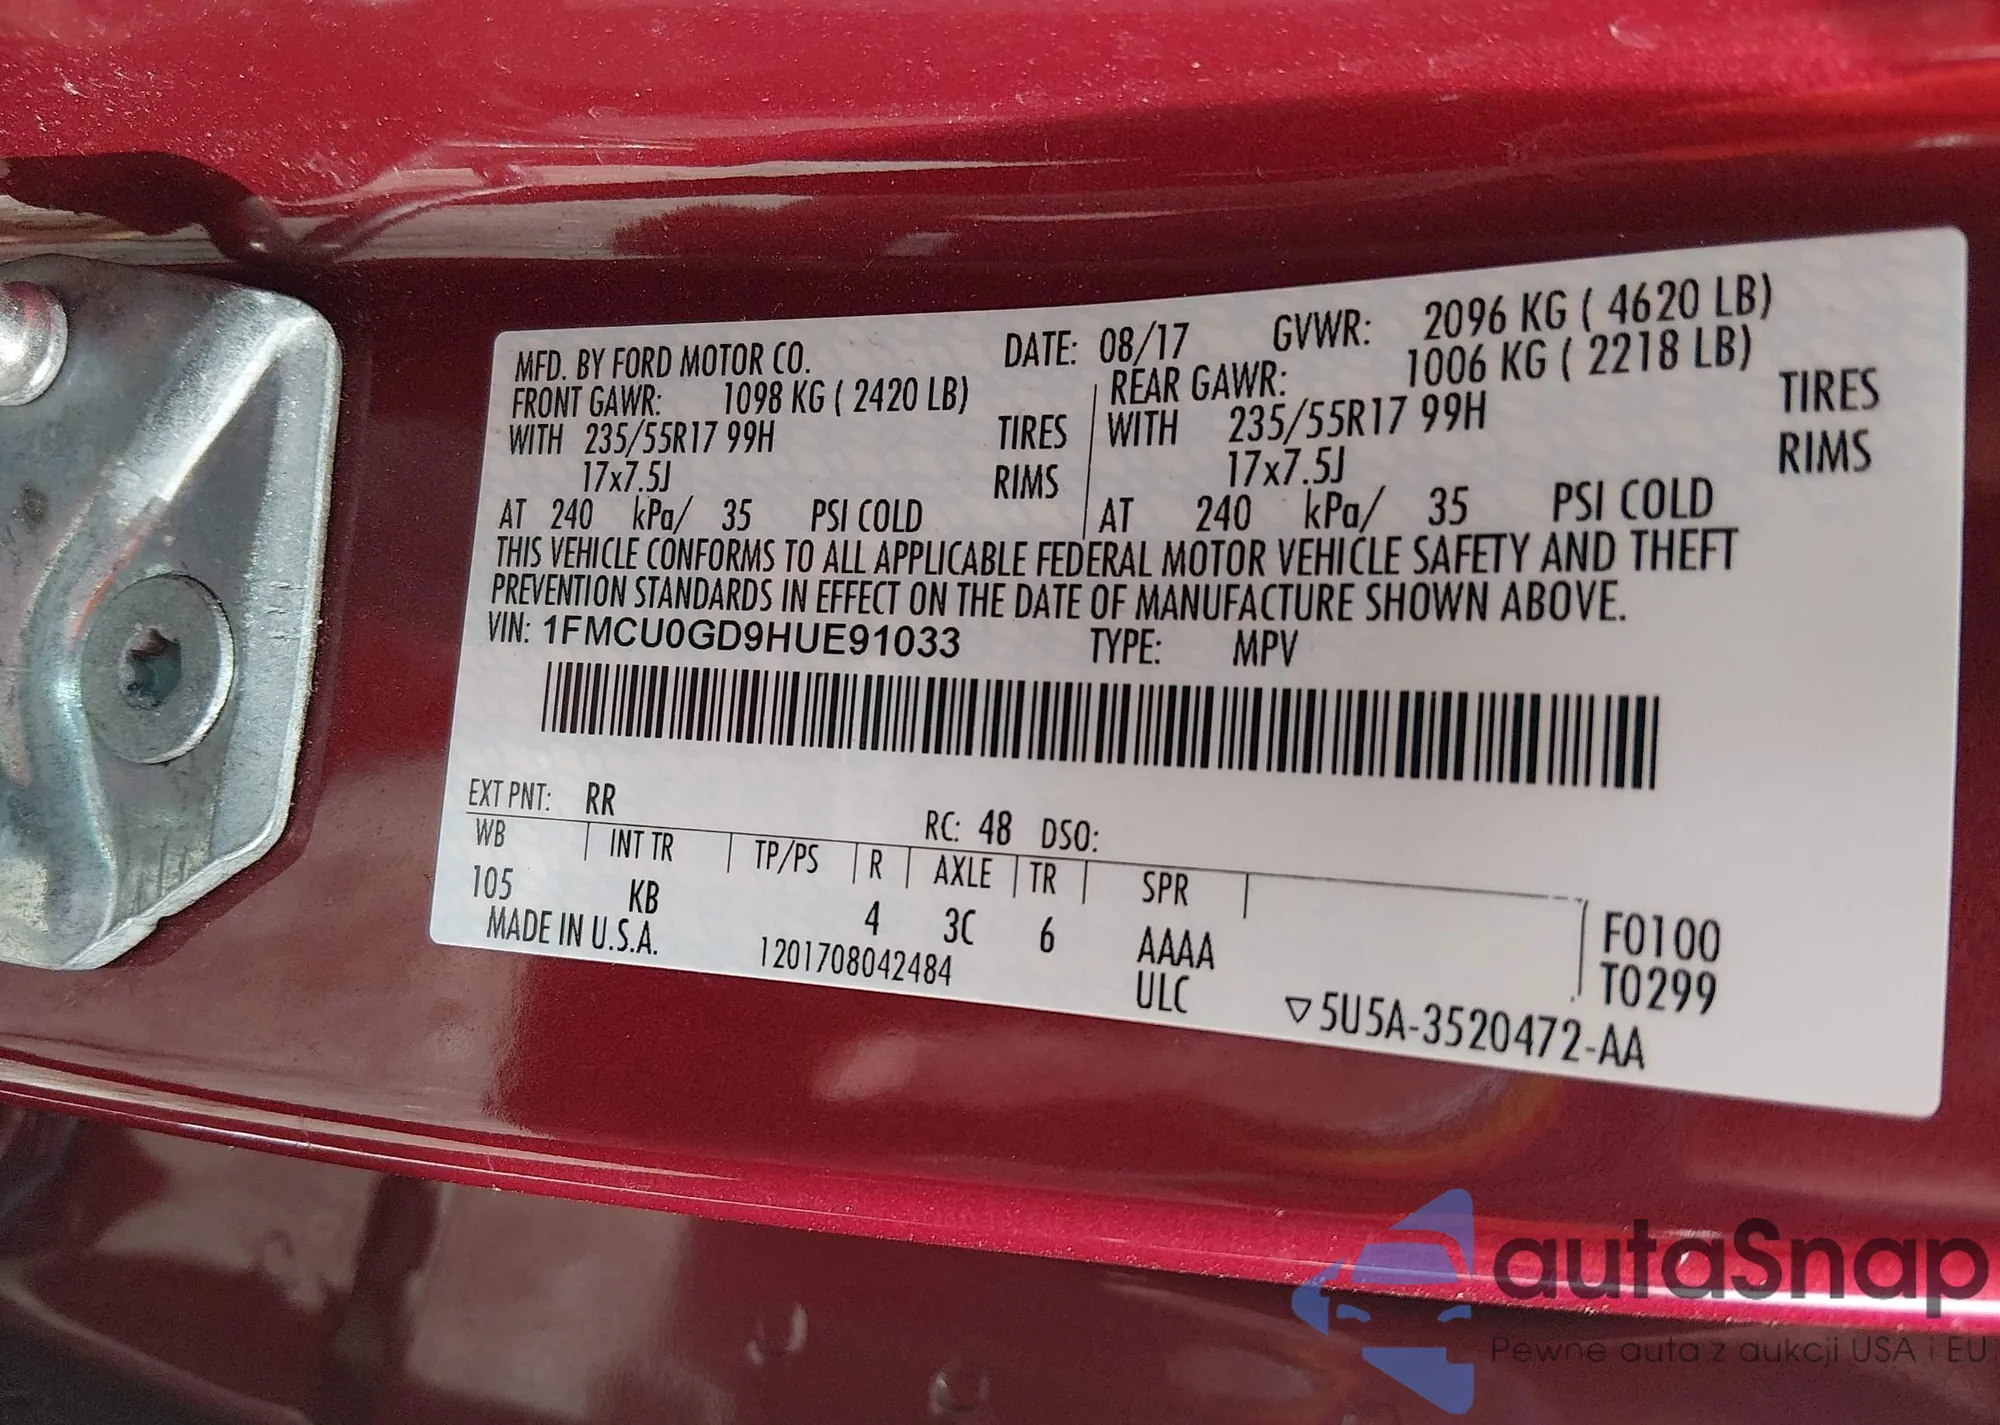 MFD. BY FORD MOTOR CO. DATE: 08/17 GVWR: 2096 KG ( 4620 LB)
FRONT GAWR: 1098 KG ( 2420 LB) REAR GAWR: 1006 KG ( 2218 LB)
WITH 235/55R17 99H TIRES WITH 235/55R17 99H TIRES
17x7.5J RIMS 17x7.5J RIMS
AT 240 kPa/ 35 PSI COLD AT 240 kPa/ 35 PSI COLD
THIS VEHICLE CONFORMS TO ALL APPLICABLE FEDERAL MOTOR VEHICLE SAFETY AND THEFT
PREVENTION STANDARDS IN EFFECT ON THE DATE OF MANUFACTURE SHOWN ABOVE.
VIN: 1FMCU0GD9HUE91033 TYPE: MPV
EXT PNT: RR RC: 48 DSO:
WB INT TR TP/PS R AXLE TR SPR
105 KB 4 3C 6 AAAA F0100
MADE IN U.S.A. 1201708042484 ULC T0299
▽5U5A-3520472-AA
autaSnap
Pewne auta z aukcji USA i EU